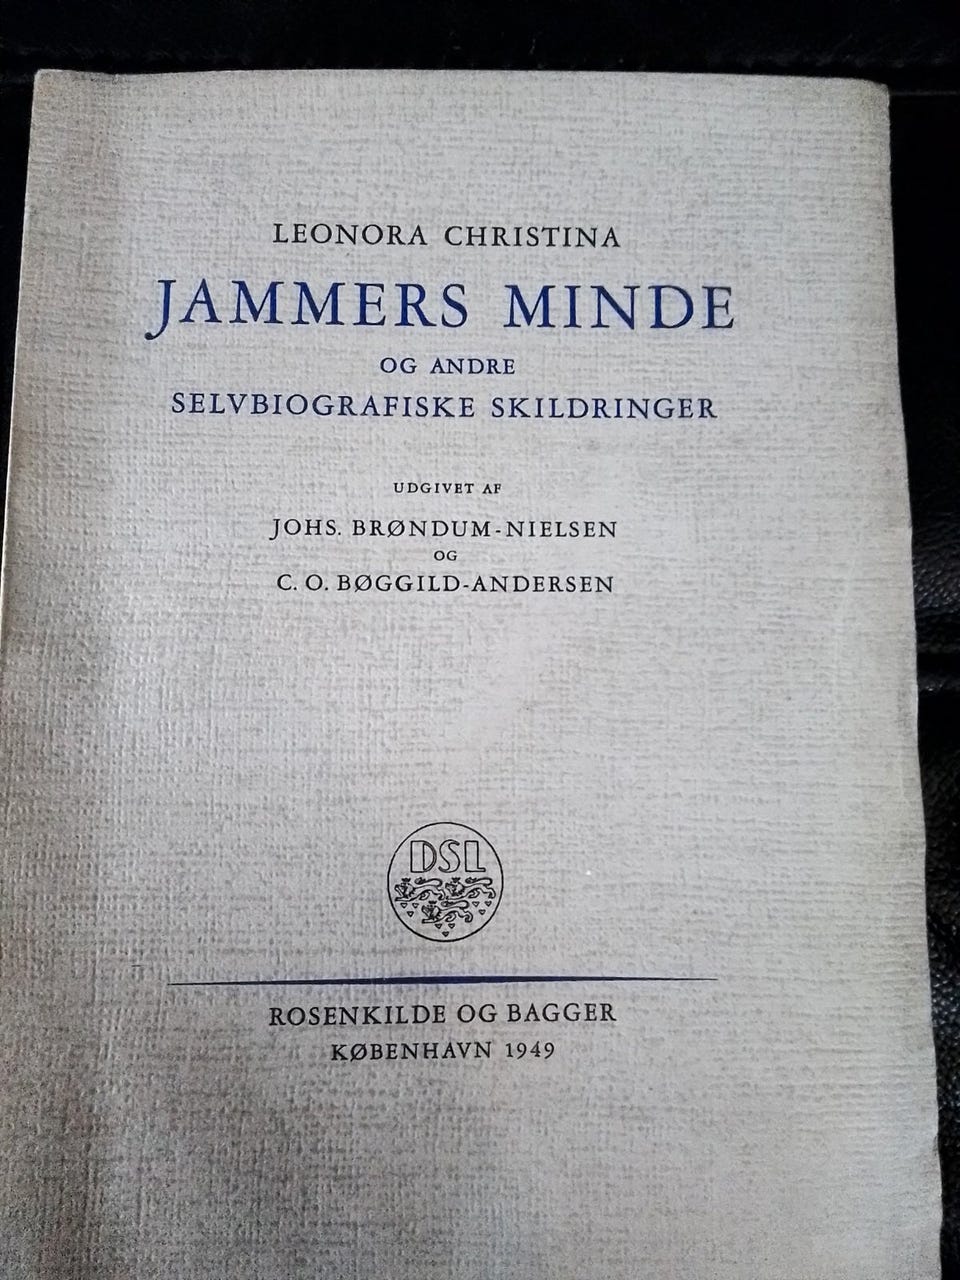 LEONORA CHRISTINA
JAMMERS MINDE
OG ANDRE
SELVBIOGRAFISKE SKILDRINGER
UDGIVET AF
JOHS. BRØNDUM-NIELSEN
OG
C. O. BØGGILD-ANDERSEN
DSL
ROSENKILDE OG BAGGER
KØBENHAVN 1949